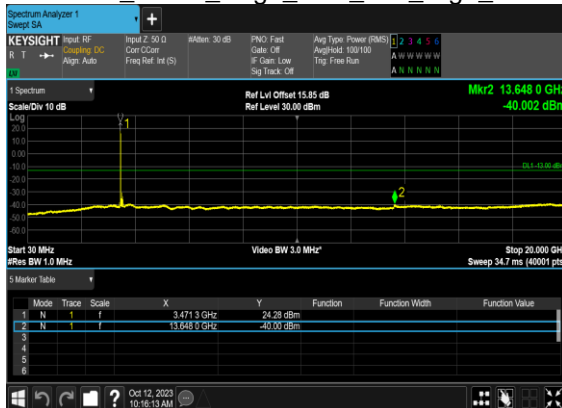 Spectrum Analyzer 1
Swept SA
+
KEYSIGHT Input: RF Input Z: 50 Ω #Atten: 30 dB PNO: Fast Avg Type: Power (RMS) 1 2 3 4 5 6
R T Coupling: DC Corr CCorr Gate: Off Avg|Hold: 100/100 A W W W W W
Align: Auto Freq Ref: Int (S) IF Gain: Low Trig: Free Run
Sig Track: Off A N N N N N
1 Spectrum Ref Lvl Offset 15.85 dB Mkr2 13.648 0 GHz
Scale/Div 10 dB Ref Level 30.00 dBm -40.002 dBm
Log
20.0
10.0
0.00
-10.0
-20.0
-30.0
-40.0
-50.0
-60.0
1
DL1 -13.00 dBm
2
Start 30 MHz Video BW 3.0 MHz* Stop 20.000 GHz
#Res BW 1.0 MHz Sweep 34.7 ms (40001 pts)
5 Marker Table
Mode Trace Scale X Y Function Function Width Function Value
1 N 1 f 3.471 3 GHz 24.28 dBm
2 N 1 f 13.648 0 GHz -40.00 dBm
3
4
5
6
? Oct 12, 2023
10:16:13 AM